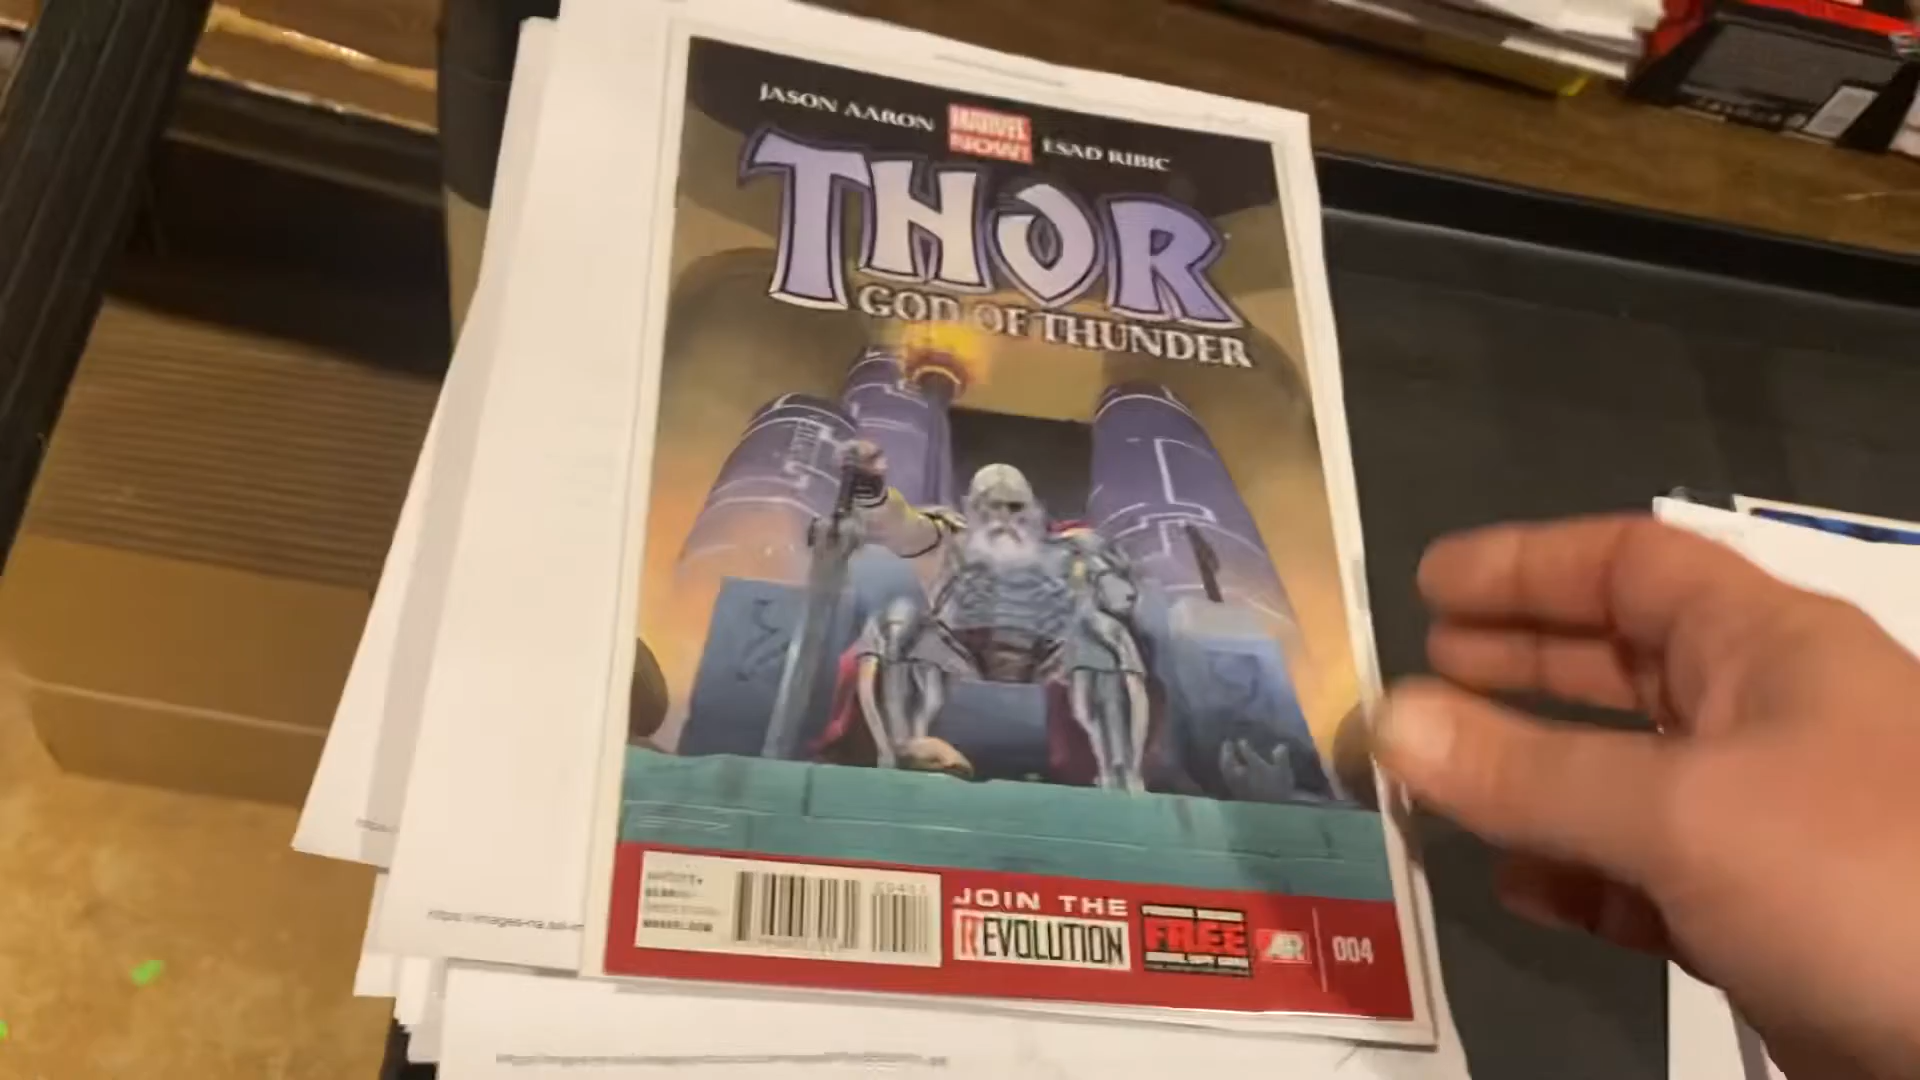 JASON AARON
MARVEL
NOW!
ESAD RIBIC
THOR
GOD OF THUNDER
JOIN THE
REVOLUTION
FREE
AR
004